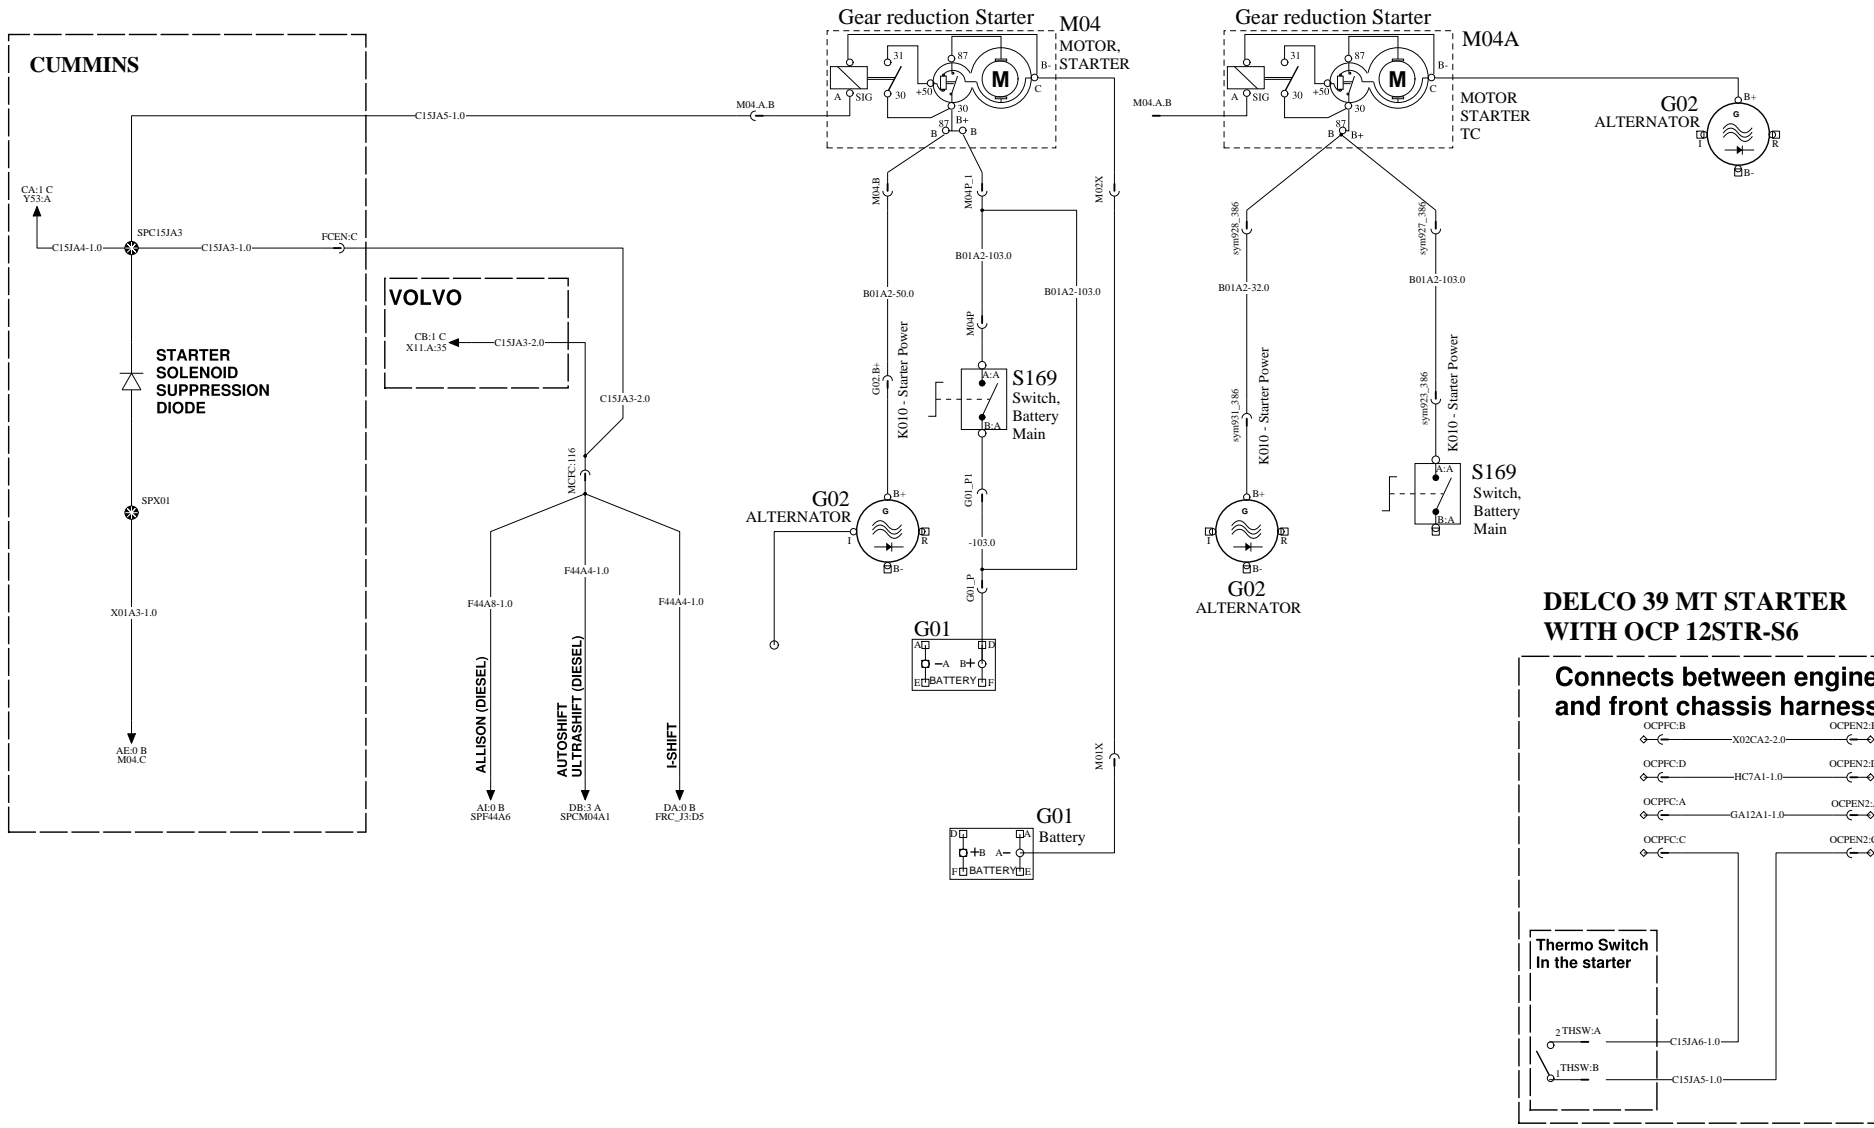 CUMMINS
C15JA5-1.0
CA:1 C
Y53:A
C15JA4-1.0
SPC15JA3
C15JA3-1.0
FCEN:C
STARTER
SOLENOID
SUPPRESSION
DIODE
SPX01
X01A3-1.0
AE:0 B
M04.C
VOLVO
CB:1 C
X11.A:35
C15JA3-2.0
C15JA3-2.0
MCFC:116
F44A8-1.0
F44A4-1.0
F44A4-1.0
ALLISON (DIESEL)
AUTOSHIFT
ULTRASHIFT (DIESEL)
I-SHIFT
AI:0 B
SPF44A6
DB:3 A
SPCM04A1
DA:0 B
FRC_J3:D5
Gear reduction Starter
M04
MOTOR,
STARTER
M04.A.B
A
SIG
31
30
+50
87
M
30
B-
C
87
B+
B
B
M04.B
M04P_1
M02X
B01A2-50.0
B01A2-103.0
B01A2-103.0
G02.B+
K010 - Starter Power
M04P
A:A
B:A
S169
Switch,
Battery
Main
G01_P1
-103.0
G01_P
G02
ALTERNATOR
B+
G
I
R
B-
G01
A
D
-A
B+
E
BATTERY
F
M01X
G01
Battery
D
A
+B
A-
F
BATTERY
E
Gear reduction Starter
M04A
MOTOR
STARTER
TC
M04.A.B
A
SIG
31
30
+50
87
M
30
B-
C
87
B
B+
sym928_386
sym927_386
B01A2-32.0
B01A2-103.0
sym931_386
K010 - Starter Power
sym923_386
K010 - Starter Power
A:A
B:A
S169
Switch,
Battery
Main
B+
G
I
R
B-
G02
ALTERNATOR
G02
ALTERNATOR
B+
G
I
R
B-
DELCO 39 MT STARTER
WITH OCP 12STR-S6
Connects between engine
and front chassis harness
OCPFC:B
X02CA2-2.0
OCPEN2:
OCPFC:D
HC7A1-1.0
OCPEN2:
OCPFC:A
GA12A1-1.0
OCPEN2:
OCPFC:C
OCPEN2:
Thermo Switch
In the starter
2
THSW:A
C15JA6-1.0
1
THSW:B
C15JA5-1.0